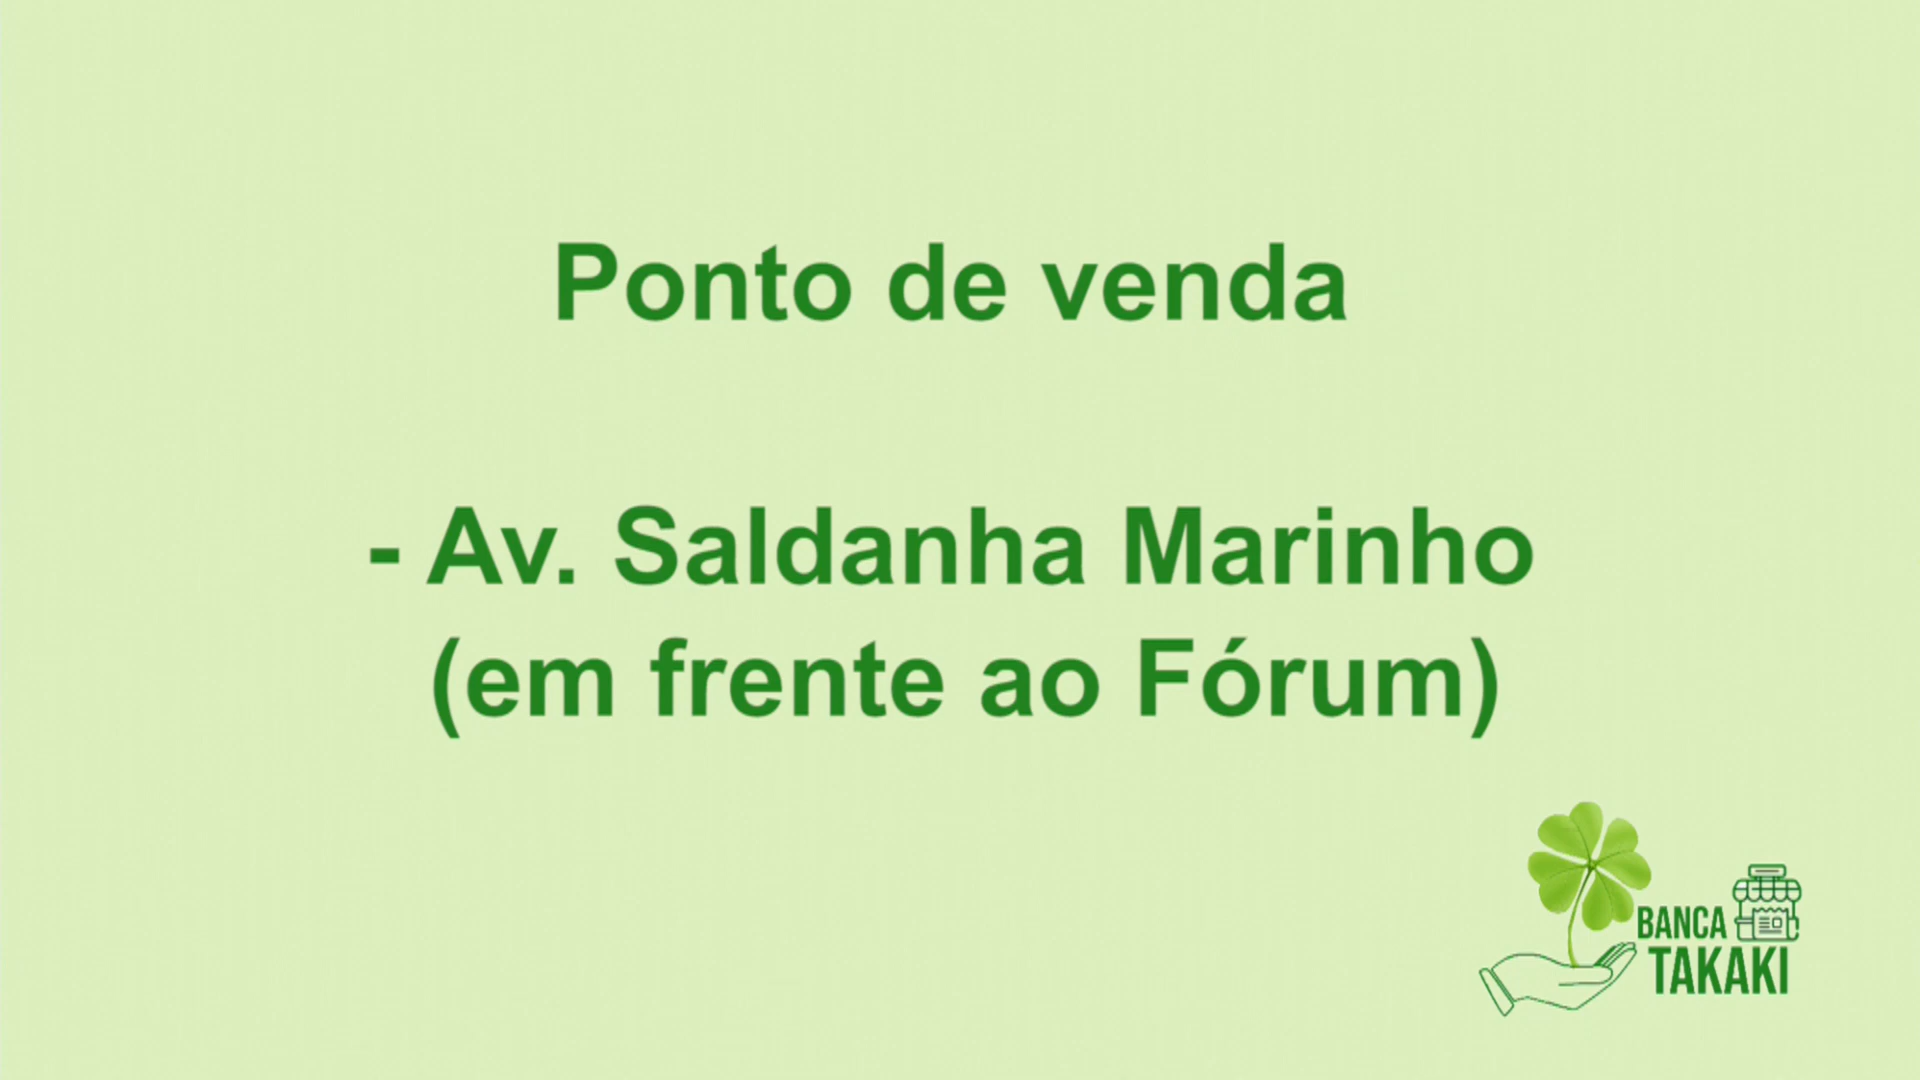 Ponto de venda
- Av. Saldanha Marinho
(em frente ao Fórum)
BANCA
TAKAKI